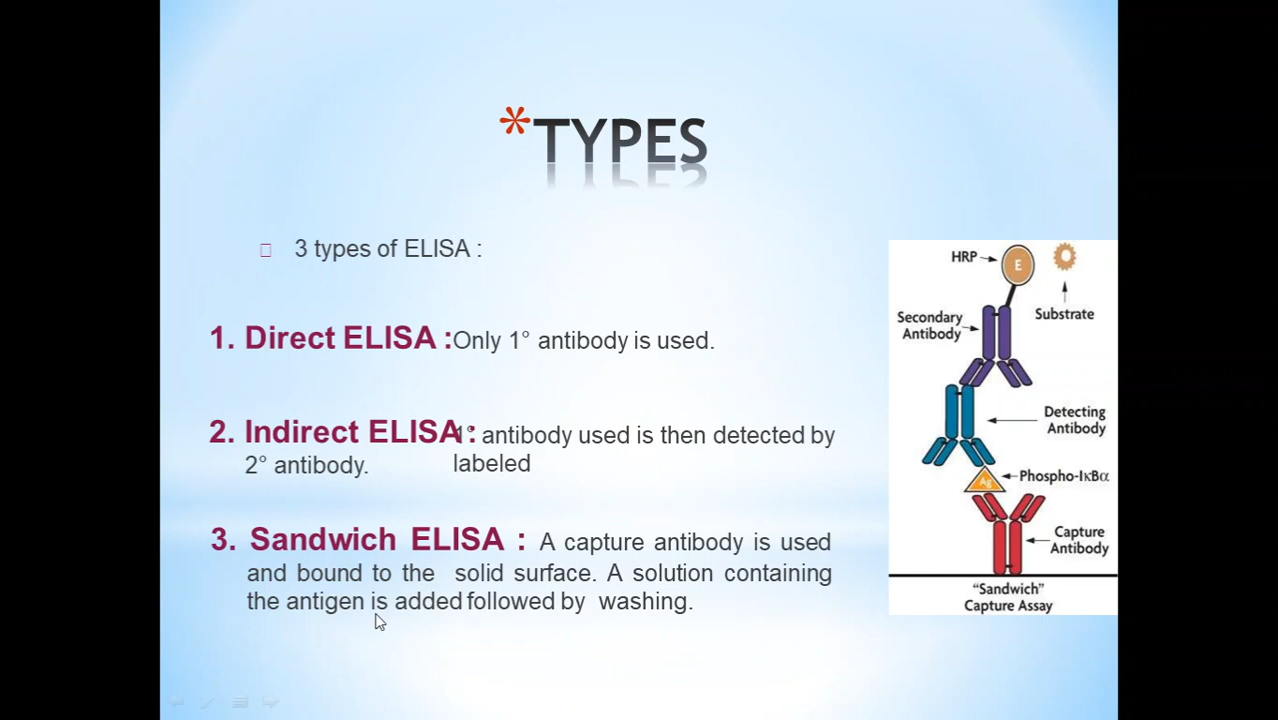 *TYPES
3 types of ELISA :
1. Direct ELISA :Only 1° antibody is used.
2. Indirect ELISA : 1° antibody used is then detected by
labeled
2° antibody.
3. Sandwich ELISA : A capture antibody is used
and bound to the solid surface. A solution containing
the antigen is added followed by washing.
HRP
E
Substrate
Secondary
Antibody
Detecting
Antibody
Ag
Phospho-IκBα
Capture
Antibody
“Sandwich”
Capture Assay